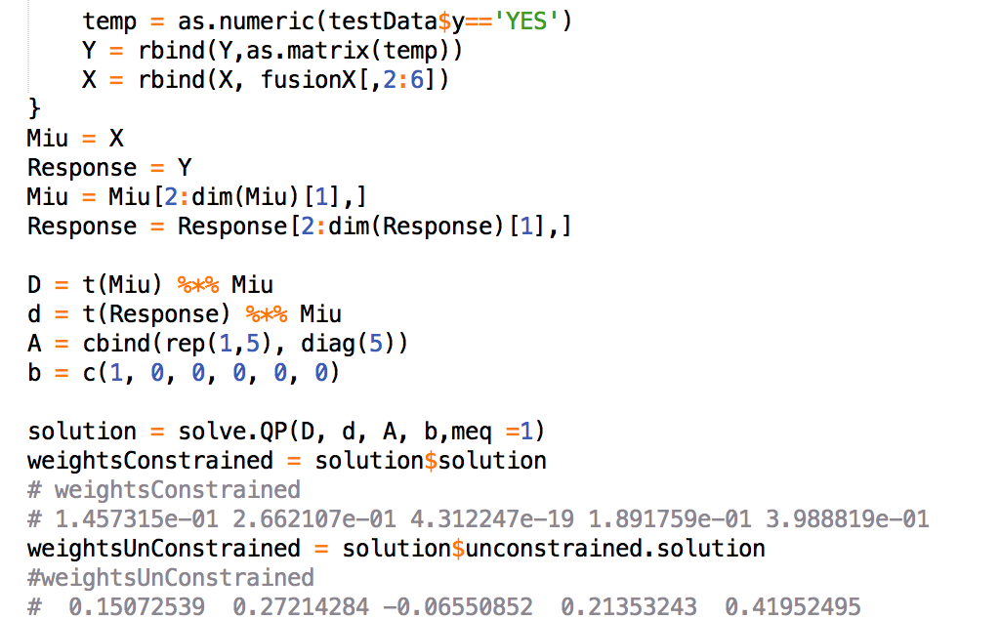 temp = as.numeric(testData$y=='YES')
Y = rbind(Y,as.matrix(temp))
X = rbind(X, fusionX[,2:6])
}
Miu = X
Response = Y
Miu = Miu[2:dim(Miu)[1],]
Response = Response[2:dim(Response)[1],]
D = t(Miu) %*% Miu
d = t(Response) %*% Miu
A = cbind(rep(1,5), diag(5))
b = c(1, 0, 0, 0, 0, 0)
solution = solve.QP(D, d, A, b,meq =1)
weightsConstrained = solution$solution
# weightsConstrained
# 1.457315e-01 2.662107e-01 4.312247e-19 1.891759e-01 3.988819e-01
weightsUnConstrained = solution$unconstrained.solution
#weightsUnConstrained
#  0.15072539  0.27214284 -0.06550852  0.21353243  0.41952495